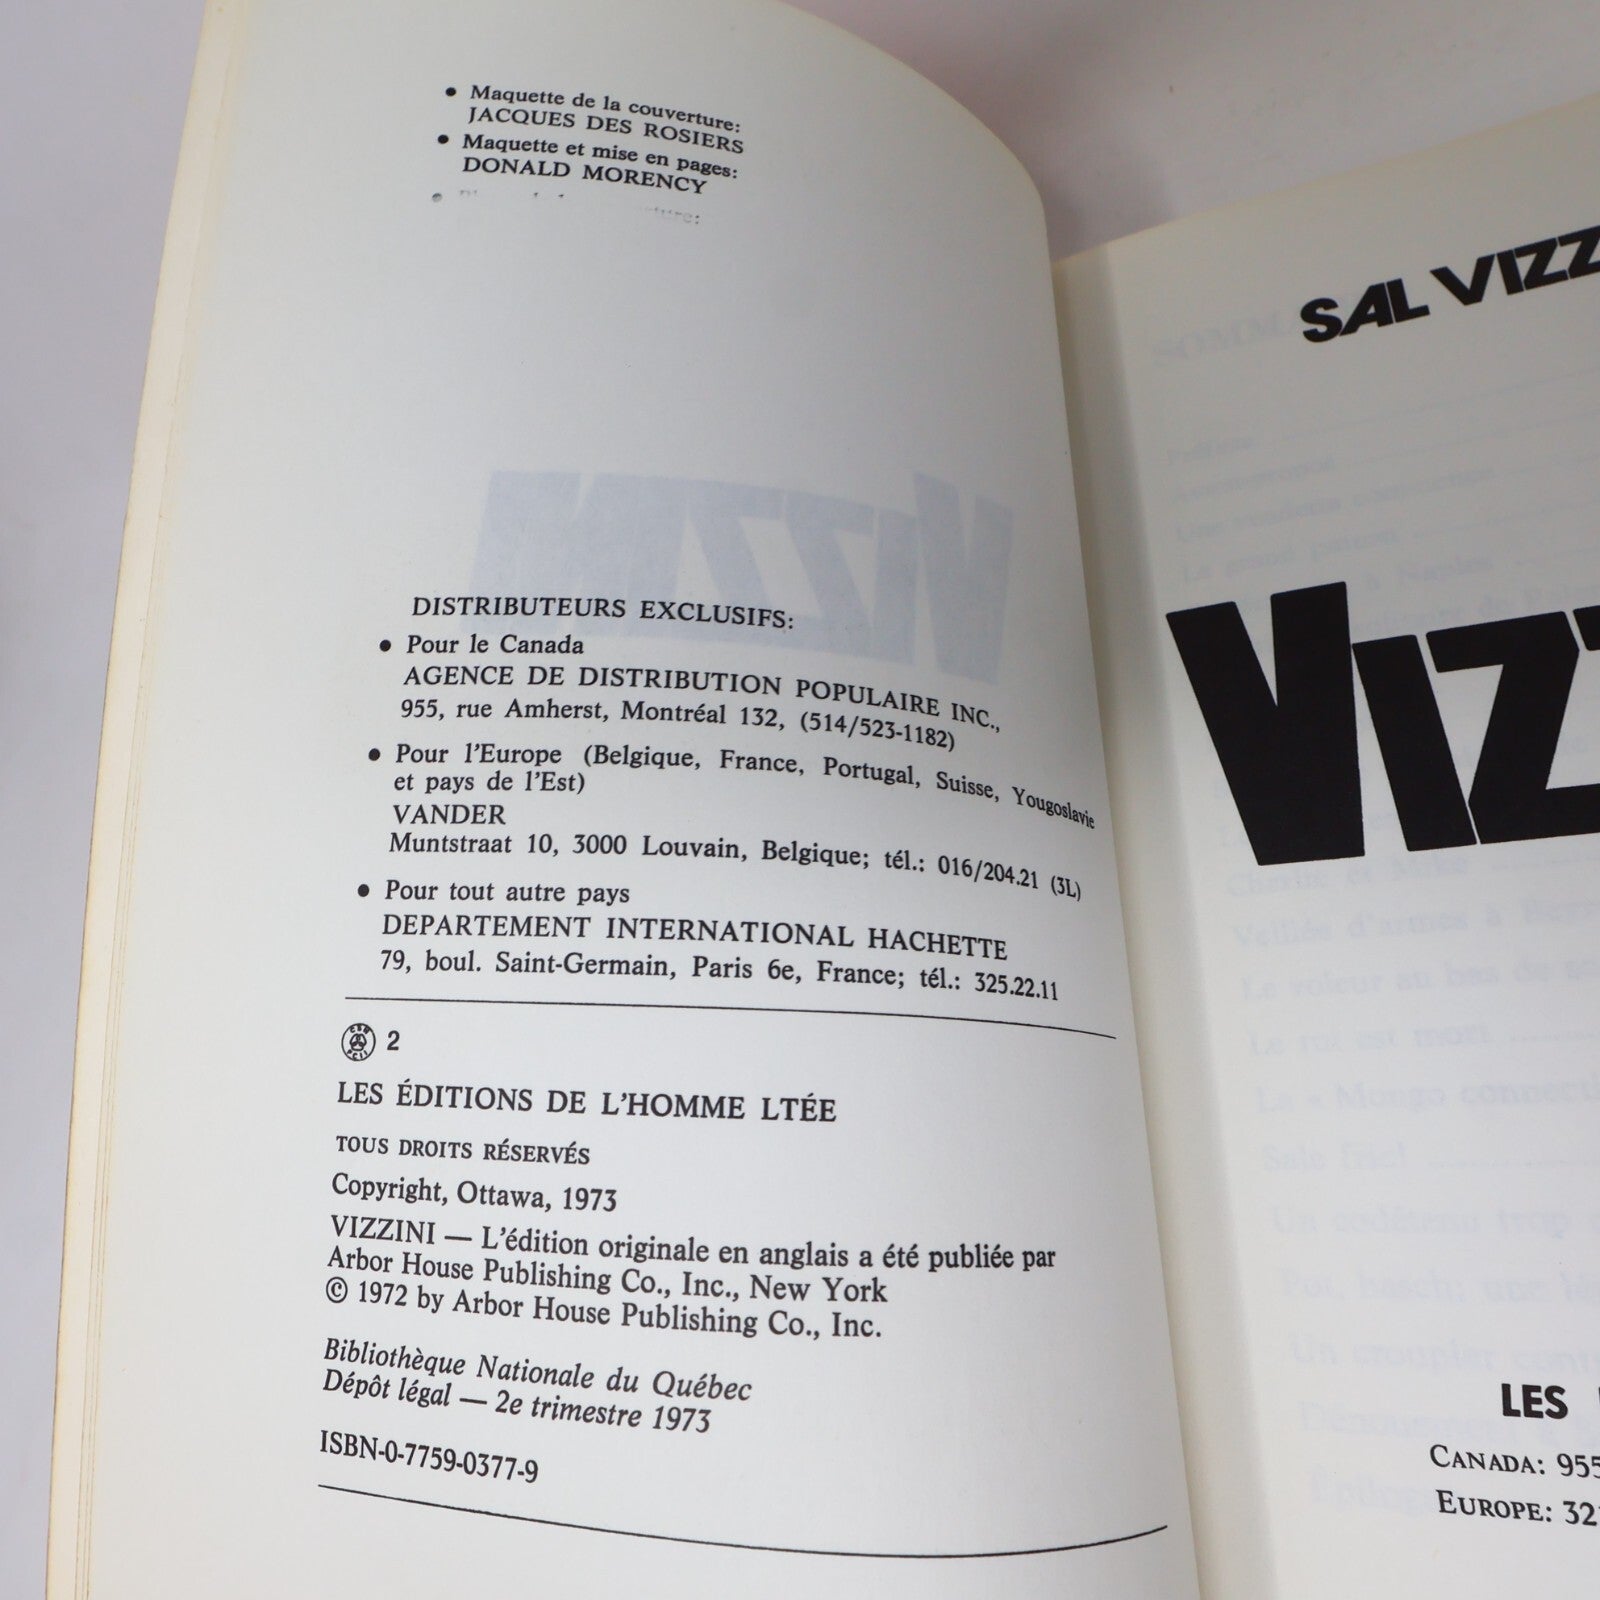 • Maquette de la couverture:
JACQUES DES ROSIERS
• Maquette et mise en pages:
DONALD MORENCY
DISTRIBUTEURS EXCLUSIFS:
• Pour le Canada
AGENCE DE DISTRIBUTION POPULAIRE INC.,
955, rue Amherst, Montréal 132, (514/523-1182)
• Pour l'Europe (Belgique, France, Portugal, Suisse, Yougoslavie
et pays de l'Est)
VANDER
Muntstraat 10, 3000 Louvain, Belgique; tél.: 016/204.21 (3L)
• Pour tout autre pays
DEPARTEMENT INTERNATIONAL HACHETTE
79, boul. Saint-Germain, Paris 6e, France; tél.: 325.22.11
2
LES ÉDITIONS DE L'HOMME LTÉE
TOUS DROITS RÉSERVÉS
Copyright, Ottawa, 1973
VIZZINI — L'édition originale en anglais a été publiée par
Arbor House Publishing Co., Inc., New York
© 1972 by Arbor House Publishing Co., Inc.
Bibliothèque Nationale du Québec
Dépôt légal — 2e trimestre 1973
ISBN-0-7759-0377-9
SAL VIZZ
VIZ
LES
CANADA: 955
EUROPE: 32